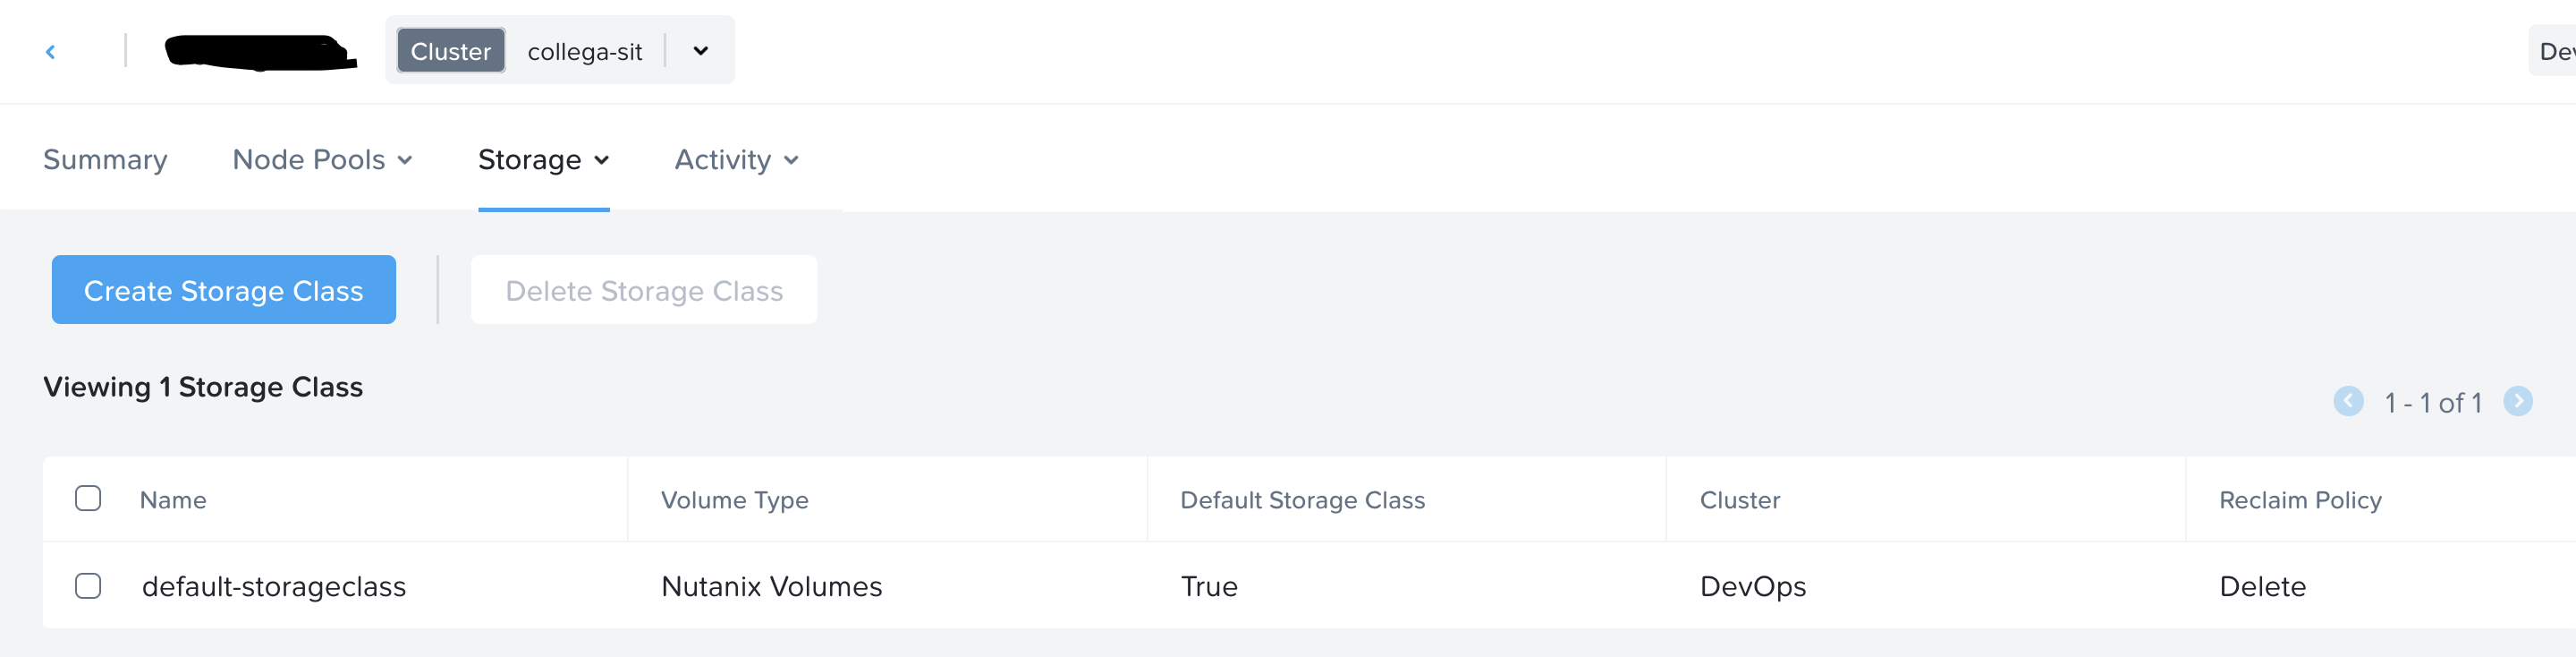 Cluster collega-sit Dev
Summary Node Pools Storage Activity
Create Storage Class Delete Storage Class
Viewing 1 Storage Class
1 - 1 of 1
Name Volume Type Default Storage Class Cluster Reclaim Policy
default-storageclass Nutanix Volumes True DevOps Delete